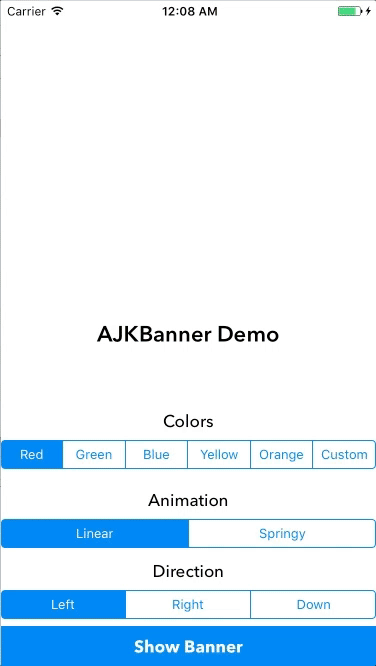 Carrier 12:08 AM
AJKBanner Demo
Colors
Red Green Blue Yellow Orange Custom
Animation
Linear Springy
Direction
Left Right Down
Show Banner